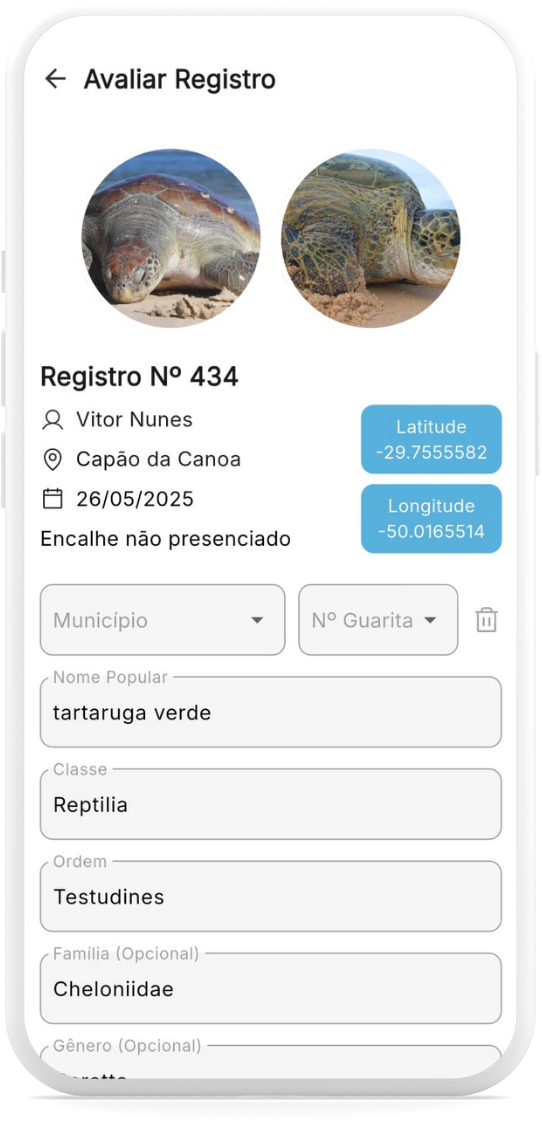 Avaliar Registro
Registro Nº 434
Vitor Nunes
Capão da Canoa
26/05/2025
Encalhe não presenciado
Latitude
-29.7555582
Longitude
-50.0165514
Município
Nº Guarita
Nome Popular
tartaruga verde
Classe
Reptilia
Ordem
Testudines
Família (Opcional)
Cheloniidae
Gênero (Opcional)